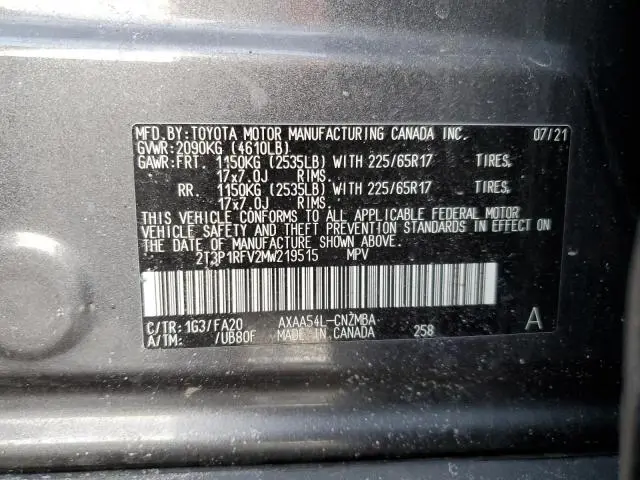 MFD.BY:TOYOTA MOTOR MANUFACTURING CANADA INC. 07/21
GVWR:2090KG (4610LB)
GAWR:FRT 1150KG (2535LB) WITH 225/65R17 TIRES,
17x7.0J RIMS.
RR 1150KG (2535LB) WITH 225/65R17 TIRES,
17x7.0J RIMS.
THIS VEHICLE CONFORMS TO ALL APPLICABLE FEDERAL MOTOR
VEHICLE SAFETY AND THEFT PREVENTION STANDARDS IN EFFECT ON
THE DATE OF MANUFACTURE SHOWN ABOVE.
2T3P1RFV2MW219515 MPV
C/TR:1G3/FA20 AXAA54L-CNZMBA A
A/TM: /UB80F MADE IN CANADA 258